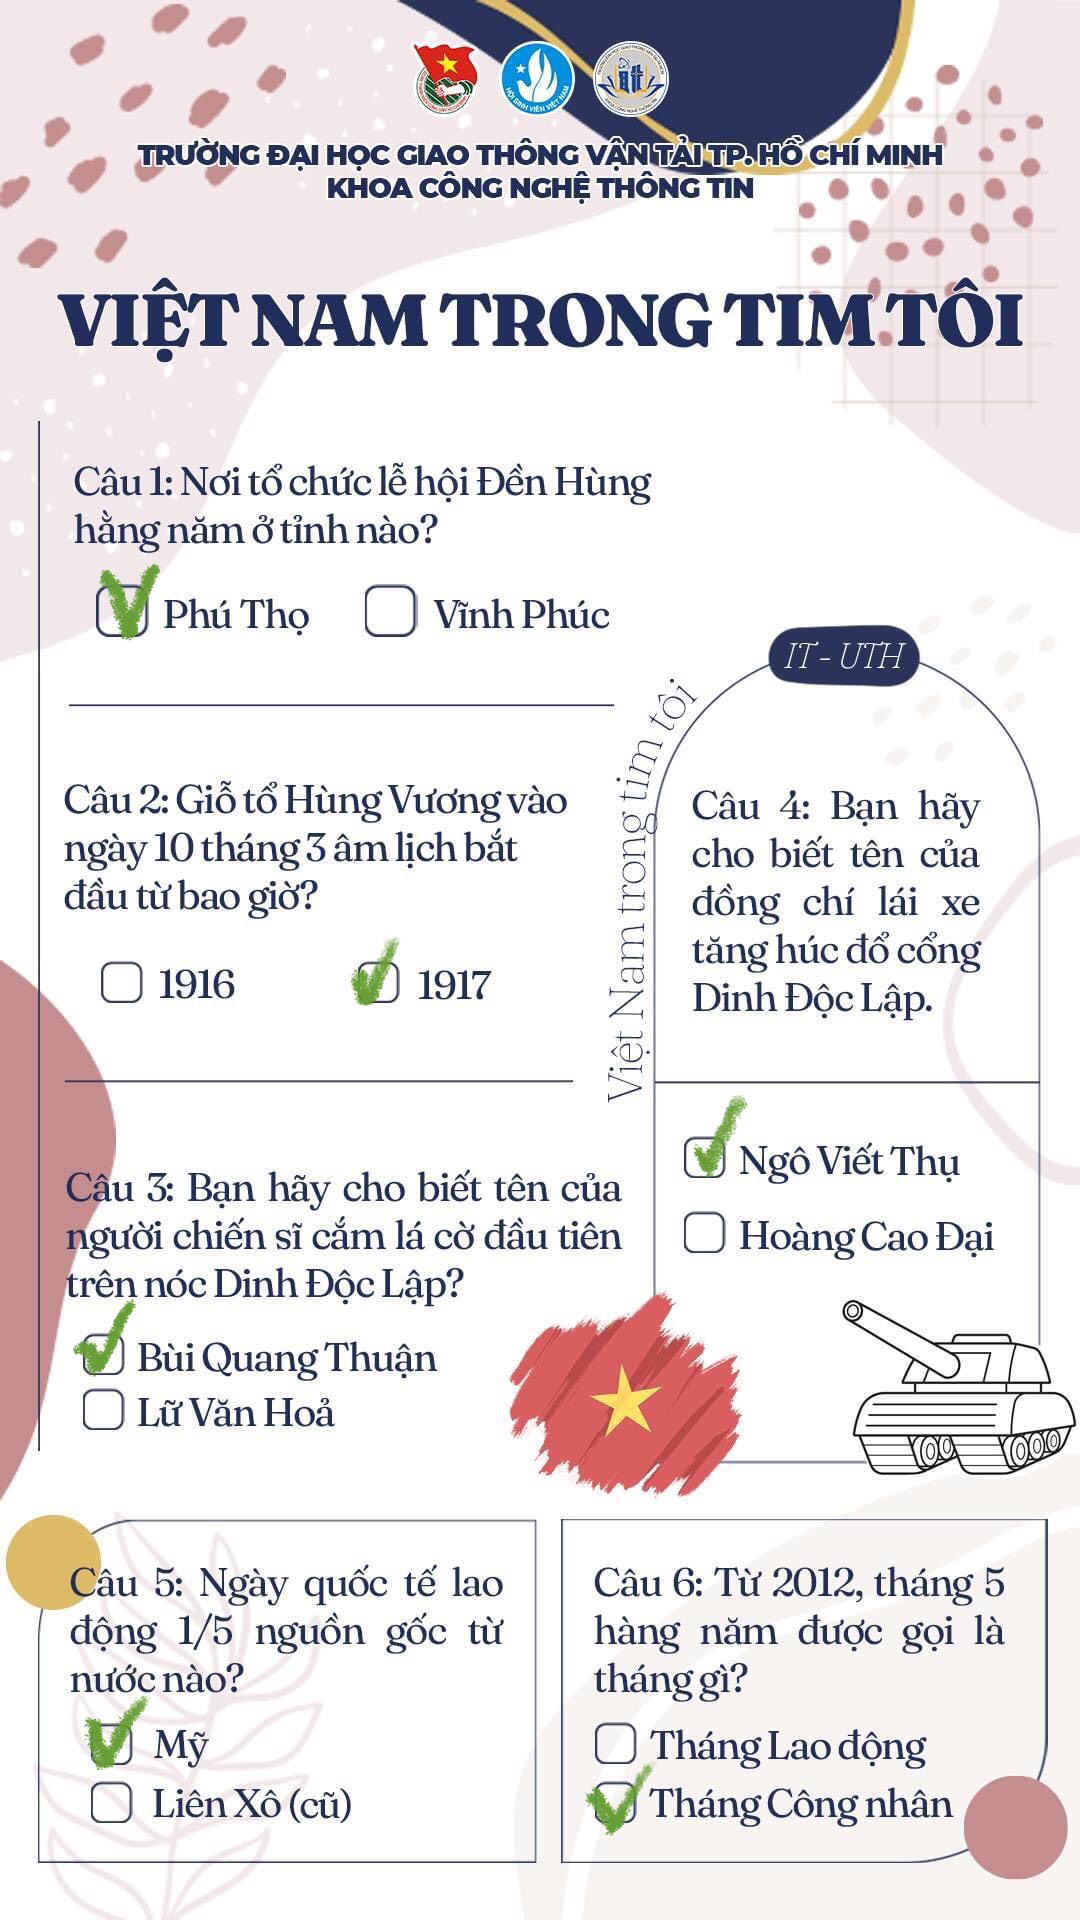 HỘI SINH VIÊN VIỆT NAM
TRƯỜNG ĐẠI HỌC GIAO THÔNG VẬN TẢI TP. HỒ CHÍ MINH
KHOA CÔNG NGHỆ THÔNG TIN
VIỆT NAM TRONG TIM TÔI
Câu 1: Nơi tổ chức lễ hội Đền Hùng
hằng năm ở tỉnh nào?
Phú Thọ
Vĩnh Phúc
Câu 2: Giỗ tổ Hùng Vương vào
ngày 10 tháng 3 âm lịch bắt
đầu từ bao giờ?
1916
1917
Câu 3: Bạn hãy cho biết tên của
người chiến sĩ cắm lá cờ đầu tiên
trên nóc Dinh Độc Lập?
Bùi Quang Thuận
Lữ Văn Hoả
Việt Nam trong tim tôi
IT - UTH
Câu 4: Bạn hãy
cho biết tên của
đồng chí lái xe
tăng húc đổ cổng
Dinh Độc Lập.
Ngô Viết Thụ
Hoàng Cao Đại
Câu 5: Ngày quốc tế lao
động 1/5 nguồn gốc từ
nước nào?
Mỹ
Liên Xô (cũ)
Câu 6: Từ 2012, tháng 5
hàng năm được gọi là
tháng gì?
Tháng Lao động
Tháng Công nhân